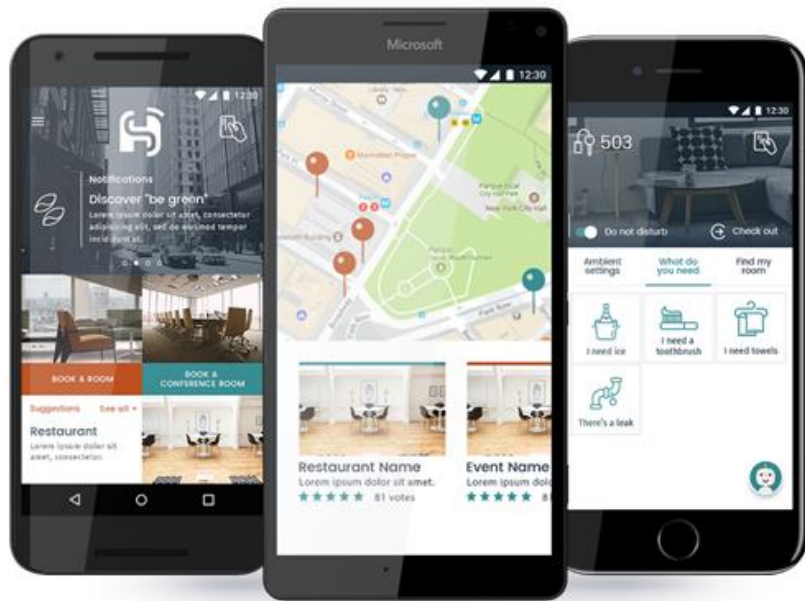 12:30
Notifications
Discover "be green"
Lorem ipsum dolor sit amet, consectetur
adipiscing elit, sed do eiusmod tempor
incididunt ut.
BOOK A ROOM
BOOK A
CONFERENCE ROOM
Suggestions See all
Restaurant
Lorem ipsum dolor sit
amet, consectetur.
Microsoft
12:30
New York City Hall
Park Row
Restaurant Name
Lorem ipsum dolor sit amet.
81 votes
Event Name
Lorem ipsum dolor
12:30
503
Do not disturb
Check out
Ambient
settings
What do
you need
Find my
room
I need ice
I need a
toothbrush
I need towels
There's a leak